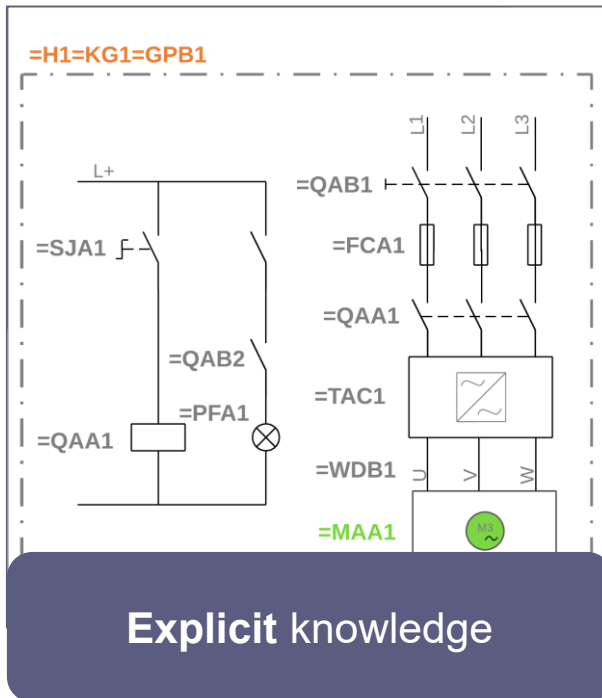 =H1=KG1=GPB1
L+
L1 L2 L3
=QAB1
=SJA1
=FCA1
=QAA1
=QAB2
=TAC1
=PFA1
=QAA1
=WDB1
U V W
=MAA1
M3
Explicit knowledge